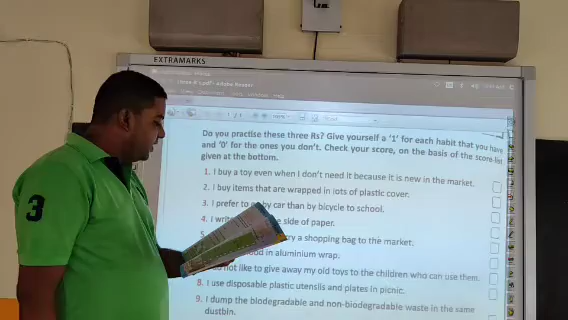 EXTRAMARKS
Do you practise these three Rs? Give yourself a '1' for each habit that you have
and '0' for the ones you don't. Check your score, on the basis of the score-list
given at the bottom.
1. I buy a toy even when I don't need it because it is new in the market.
2. I buy items that are wrapped in lots of plastic cover.
3. I prefer to by car than by bicycle to school.
4. I side of paper.
5. a shopping bag to the market.
in aluminium wrap.
not like to give away my old toys to the children who can use them.
8. I use disposable plastic utensils and plates in picnic.
9. I dump the biodegradable and non-biodegradable waste in the same
dustbin.
3